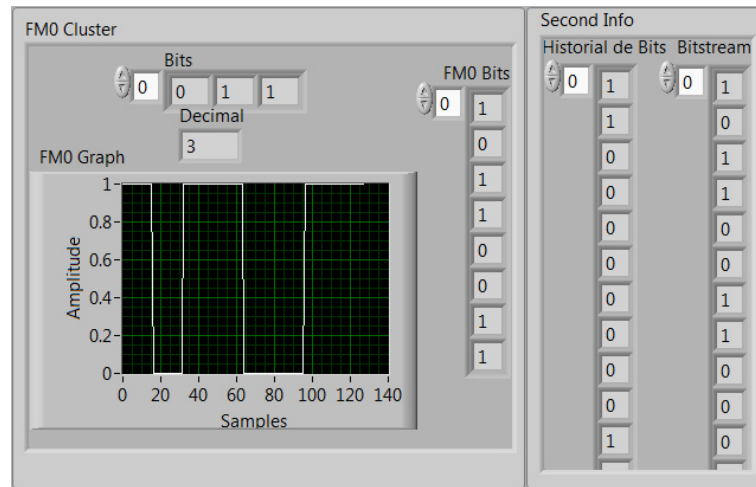 FM0 Cluster
Bits
0 0 1 1
Decimal
3
FM0 Bits
0 1
0
1
1
0
0
1
1
FM0 Graph
Amplitude
1
0.8
0.6
0.4
0.2
0
0 20 40 60 80 100 120 140
Samples
Second Info
Historial de Bits Bitstream
0 1 0 1
1 0
0 1
0 1
0 0
0 0
0 1
0 1
0 0
0 0
1 0